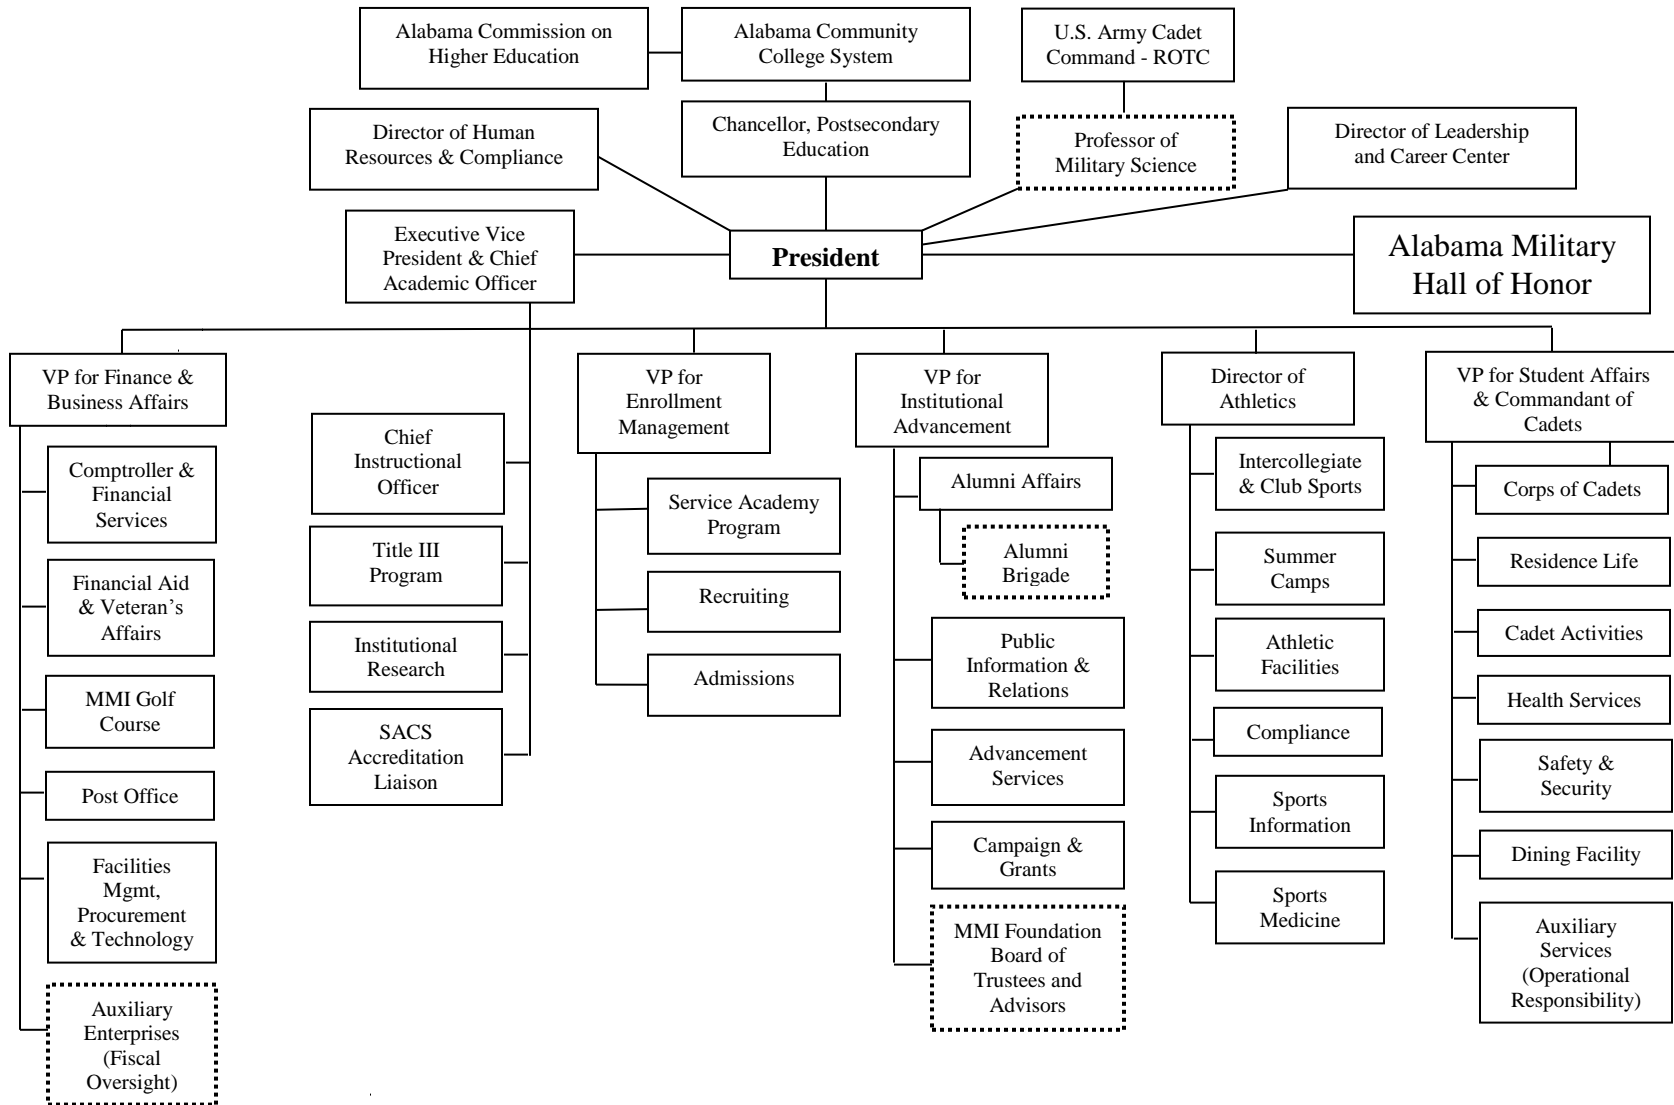 Alabama Commission on
Higher Education
Alabama Community
College System
U.S. Army Cadet
Command - ROTC
Director of Human
Resources & Compliance
Chancellor, Postsecondary
Education
Professor of
Military Science
Director of Leadership
and Career Center
Executive Vice
President & Chief
Academic Officer
President
Alabama Military
Hall of Honor
VP for Finance &
Business Affairs
Comptroller &
Financial
Services
Financial Aid
& Veteran’s
Affairs
MMI Golf
Course
Post Office
Facilities
Mgmt,
Procurement
& Technology
Auxiliary
Enterprises
(Fiscal
Oversight)
Chief
Instructional
Officer
Title III
Program
Institutional
Research
SACS
Accreditation
Liaison
VP for
Enrollment
Management
Service Academy
Program
Recruiting
Admissions
VP for
Institutional
Advancement
Alumni Affairs
Alumni
Brigade
Public
Information &
Relations
Advancement
Services
Campaign &
Grants
MMI Foundation
Board of
Trustees and
Advisors
Director of
Athletics
Intercollegiate
& Club Sports
Summer
Camps
Athletic
Facilities
Compliance
Sports
Information
Sports
Medicine
VP for Student Affairs
& Commandant of
Cadets
Corps of Cadets
Residence Life
Cadet Activities
Health Services
Safety &
Security
Dining Facility
Auxiliary
Services
(Operational
Responsibility)